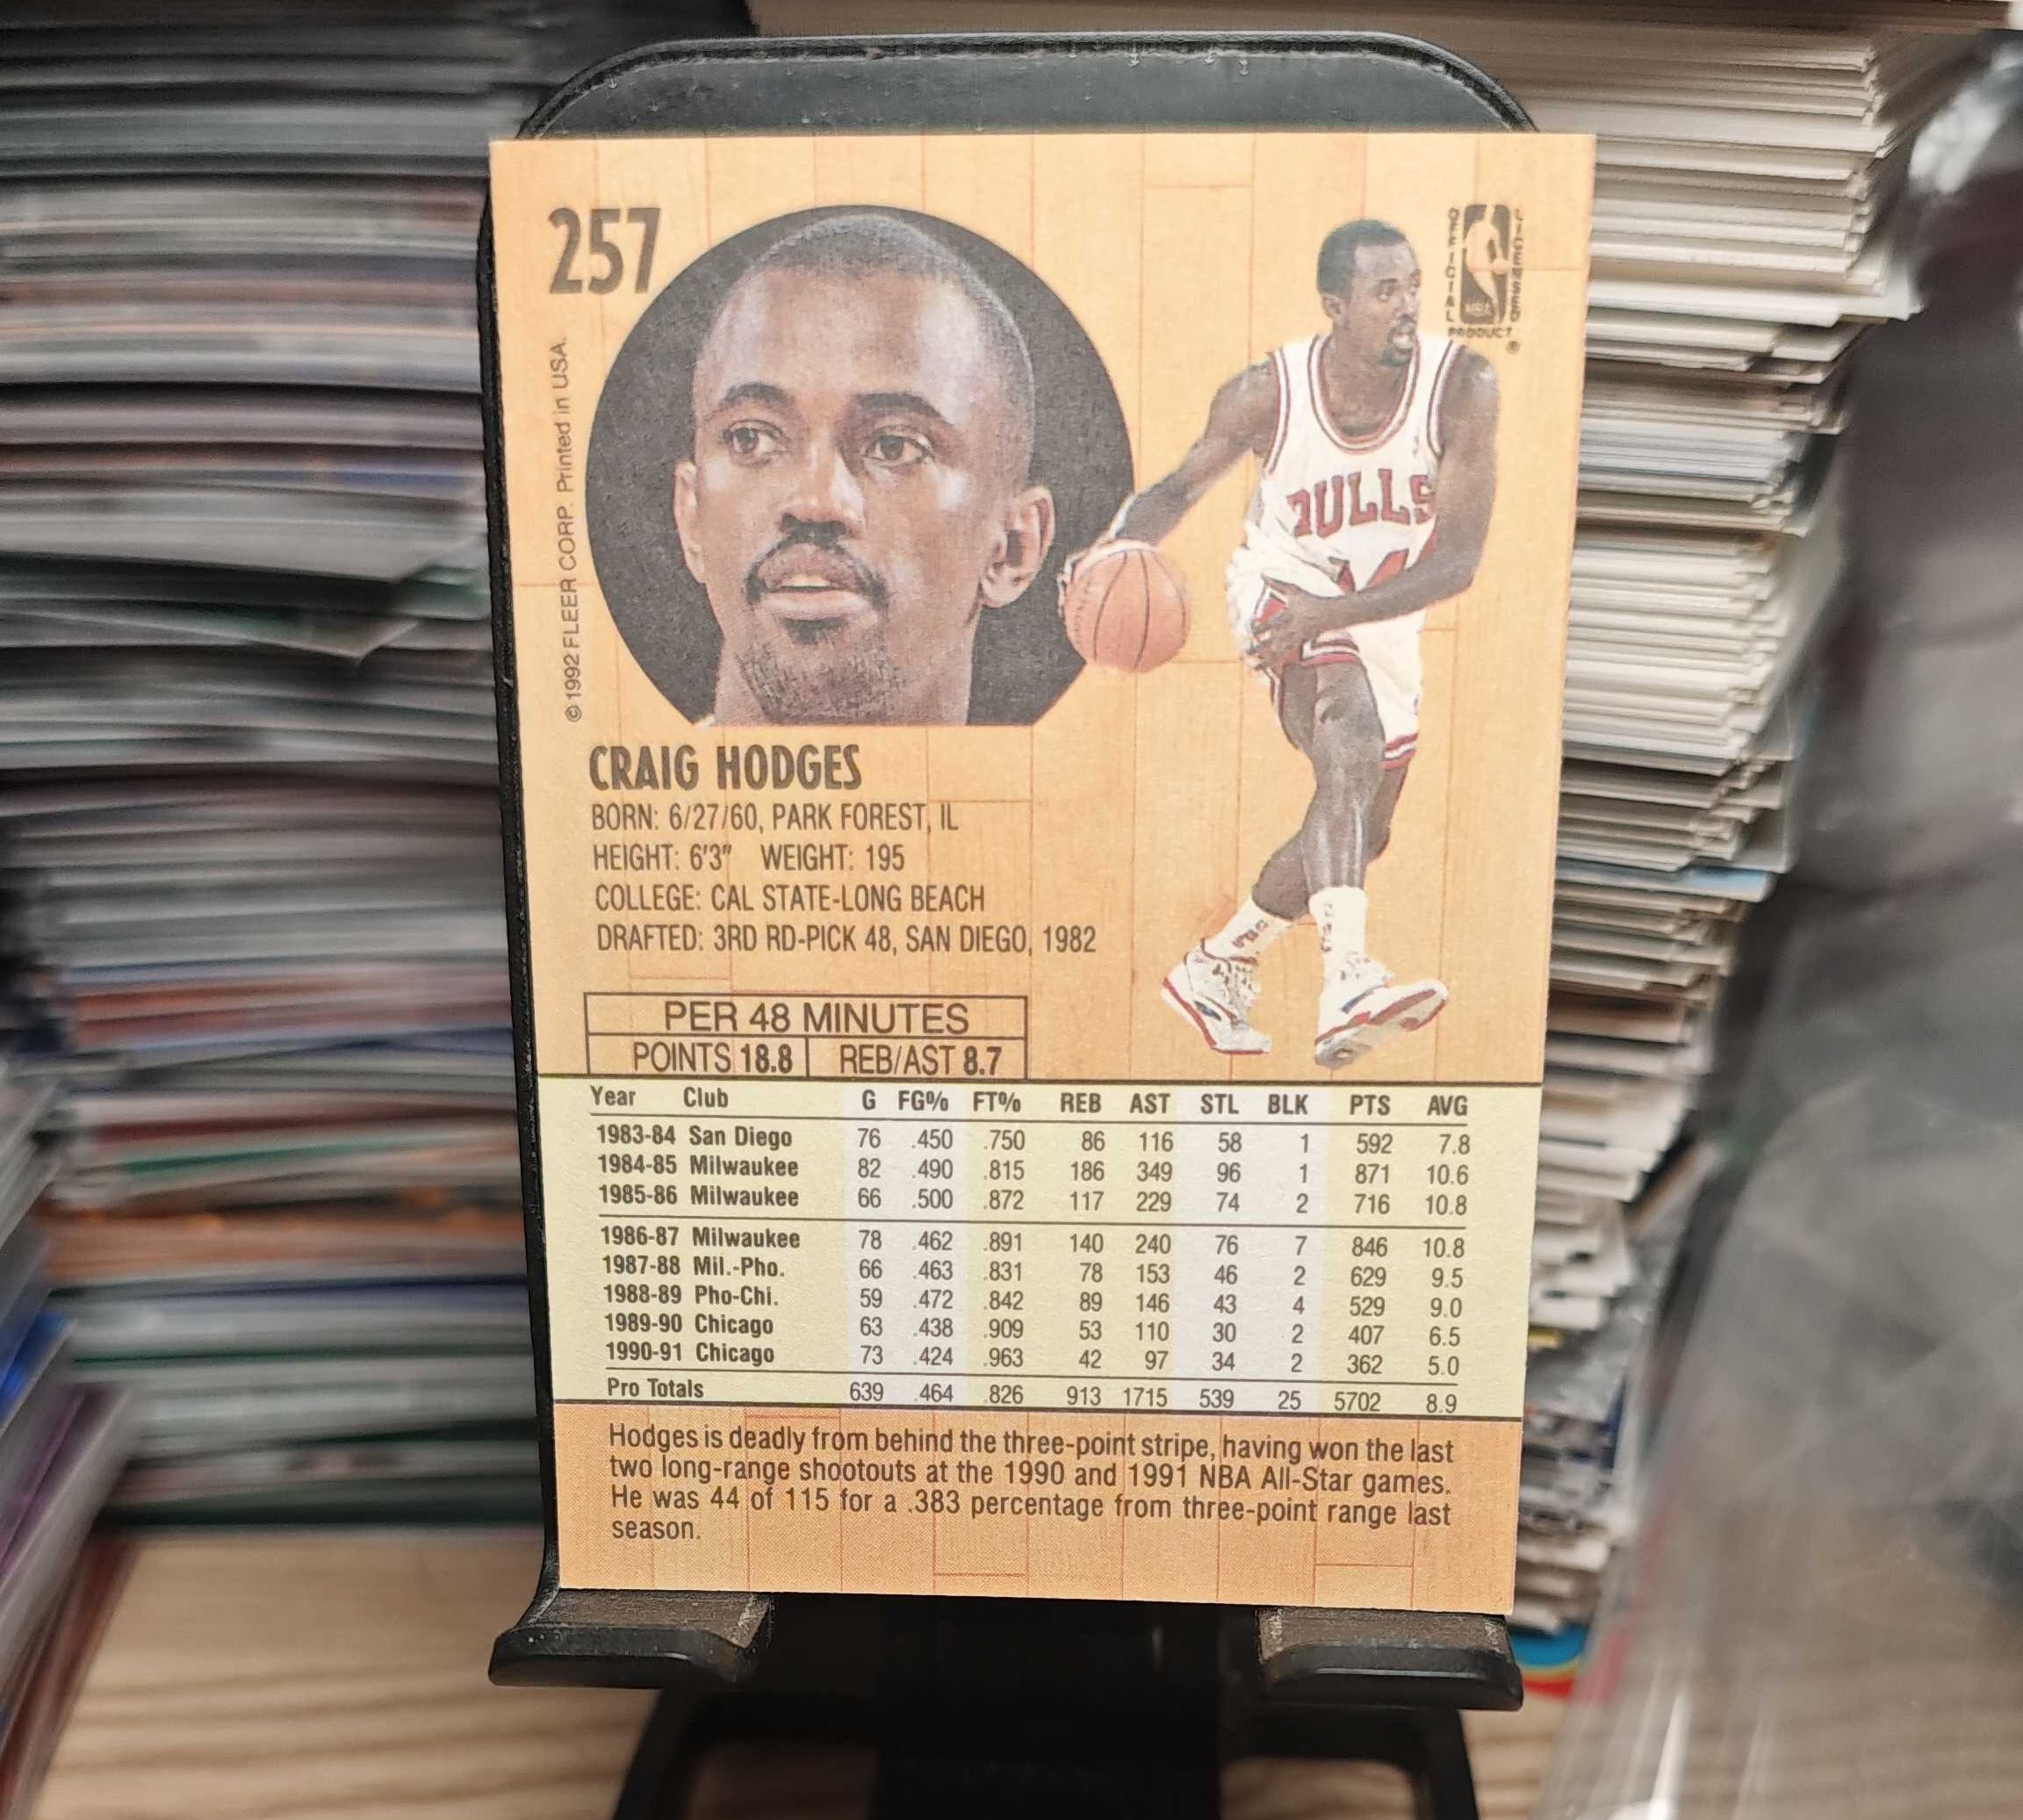 257
OFFICIAL LICENSED
NBA
PRODUCT
®
© 1992 FLEER CORP. Printed in USA.
BULLS
CRAIG HODGES
BORN: 6/27/60, PARK FOREST, IL
HEIGHT: 6'3" WEIGHT: 195
COLLEGE: CAL STATE-LONG BEACH
DRAFTED: 3RD RD-PICK 48, SAN DIEGO, 1982
PER 48 MINUTES
POINTS 18.8 REB/AST 8.7
Year Club G FG% FT% REB AST STL BLK PTS AVG
1983-84 San Diego 76 .450 .750 86 116 58 1 592 7.8
1984-85 Milwaukee 82 .490 .815 186 349 96 1 871 10.6
1985-86 Milwaukee 66 .500 .872 117 229 74 2 716 10.8
1986-87 Milwaukee 78 .462 .891 140 240 76 7 846 10.8
1987-88 Mil.-Pho. 66 .463 .831 78 153 46 2 629 9.5
1988-89 Pho-Chi. 59 .472 .842 89 146 43 4 529 9.0
1989-90 Chicago 63 .438 .909 53 110 30 2 407 6.5
1990-91 Chicago 73 .424 .963 42 97 34 2 362 5.0
Pro Totals 639 .464 .826 913 1715 539 25 5702 8.9
Hodges is deadly from behind the three-point stripe, having won the last
two long-range shootouts at the 1990 and 1991 NBA All-Star games.
He was 44 of 115 for a .383 percentage from three-point range last
season.